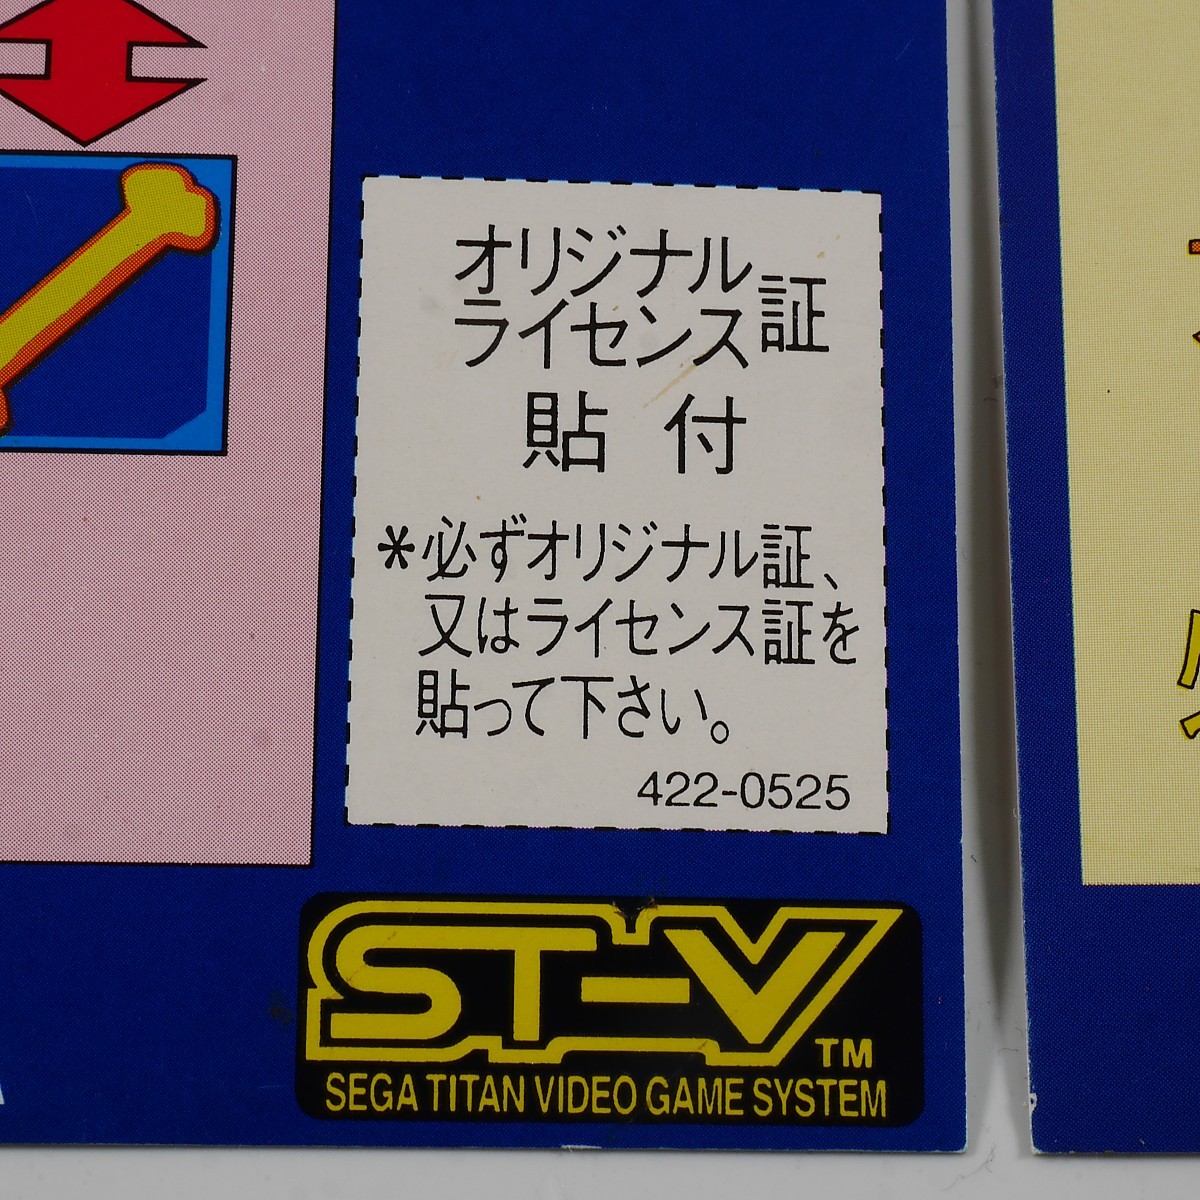 オリジナル
ライセンス証
貼 付
*必ずオリジナル証、
又はライセンス証を
貼って下さい。
422-0525
ST-V
TM
SEGA TITAN VIDEO GAME SYSTEM